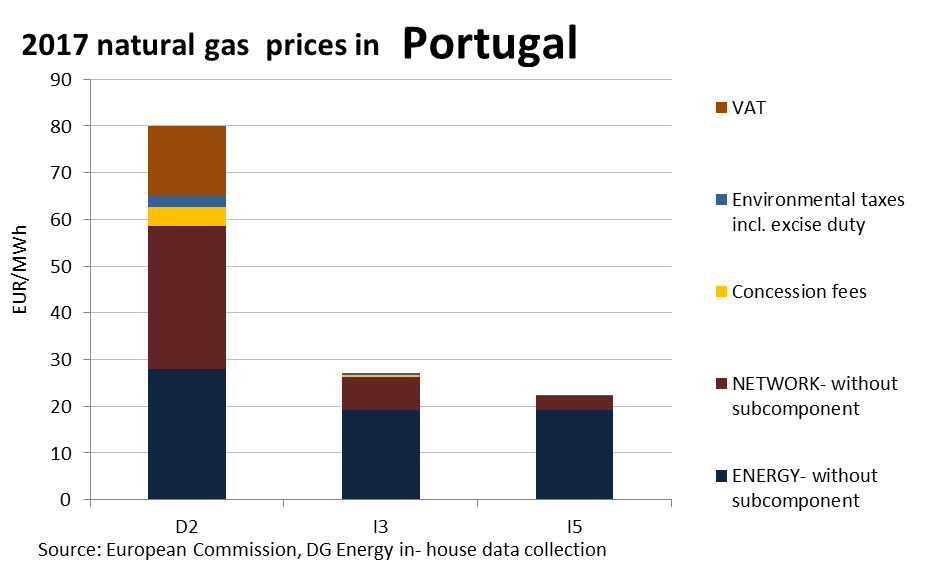 2017 natural gas prices in Portugal
90
80
70
60
50
40
30
20
10
0
EUR/MWh
D2
I3
I5
VAT
Environmental taxes
incl. excise duty
Concession fees
NETWORK- without
subcomponent
ENERGY- without
subcomponent
Source: European Commission, DG Energy in- house data collection